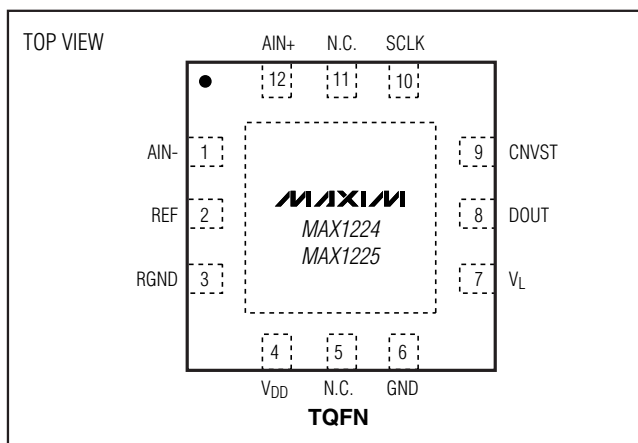 TOP VIEW
AIN+ N.C. SCLK
12 11 10
AIN- 1
9 CNVST
REF 2
8 DOUT
RGND 3
7 VL
MAXIM
MAX1224
MAX1225
4 5 6
VDD N.C. GND
TQFN